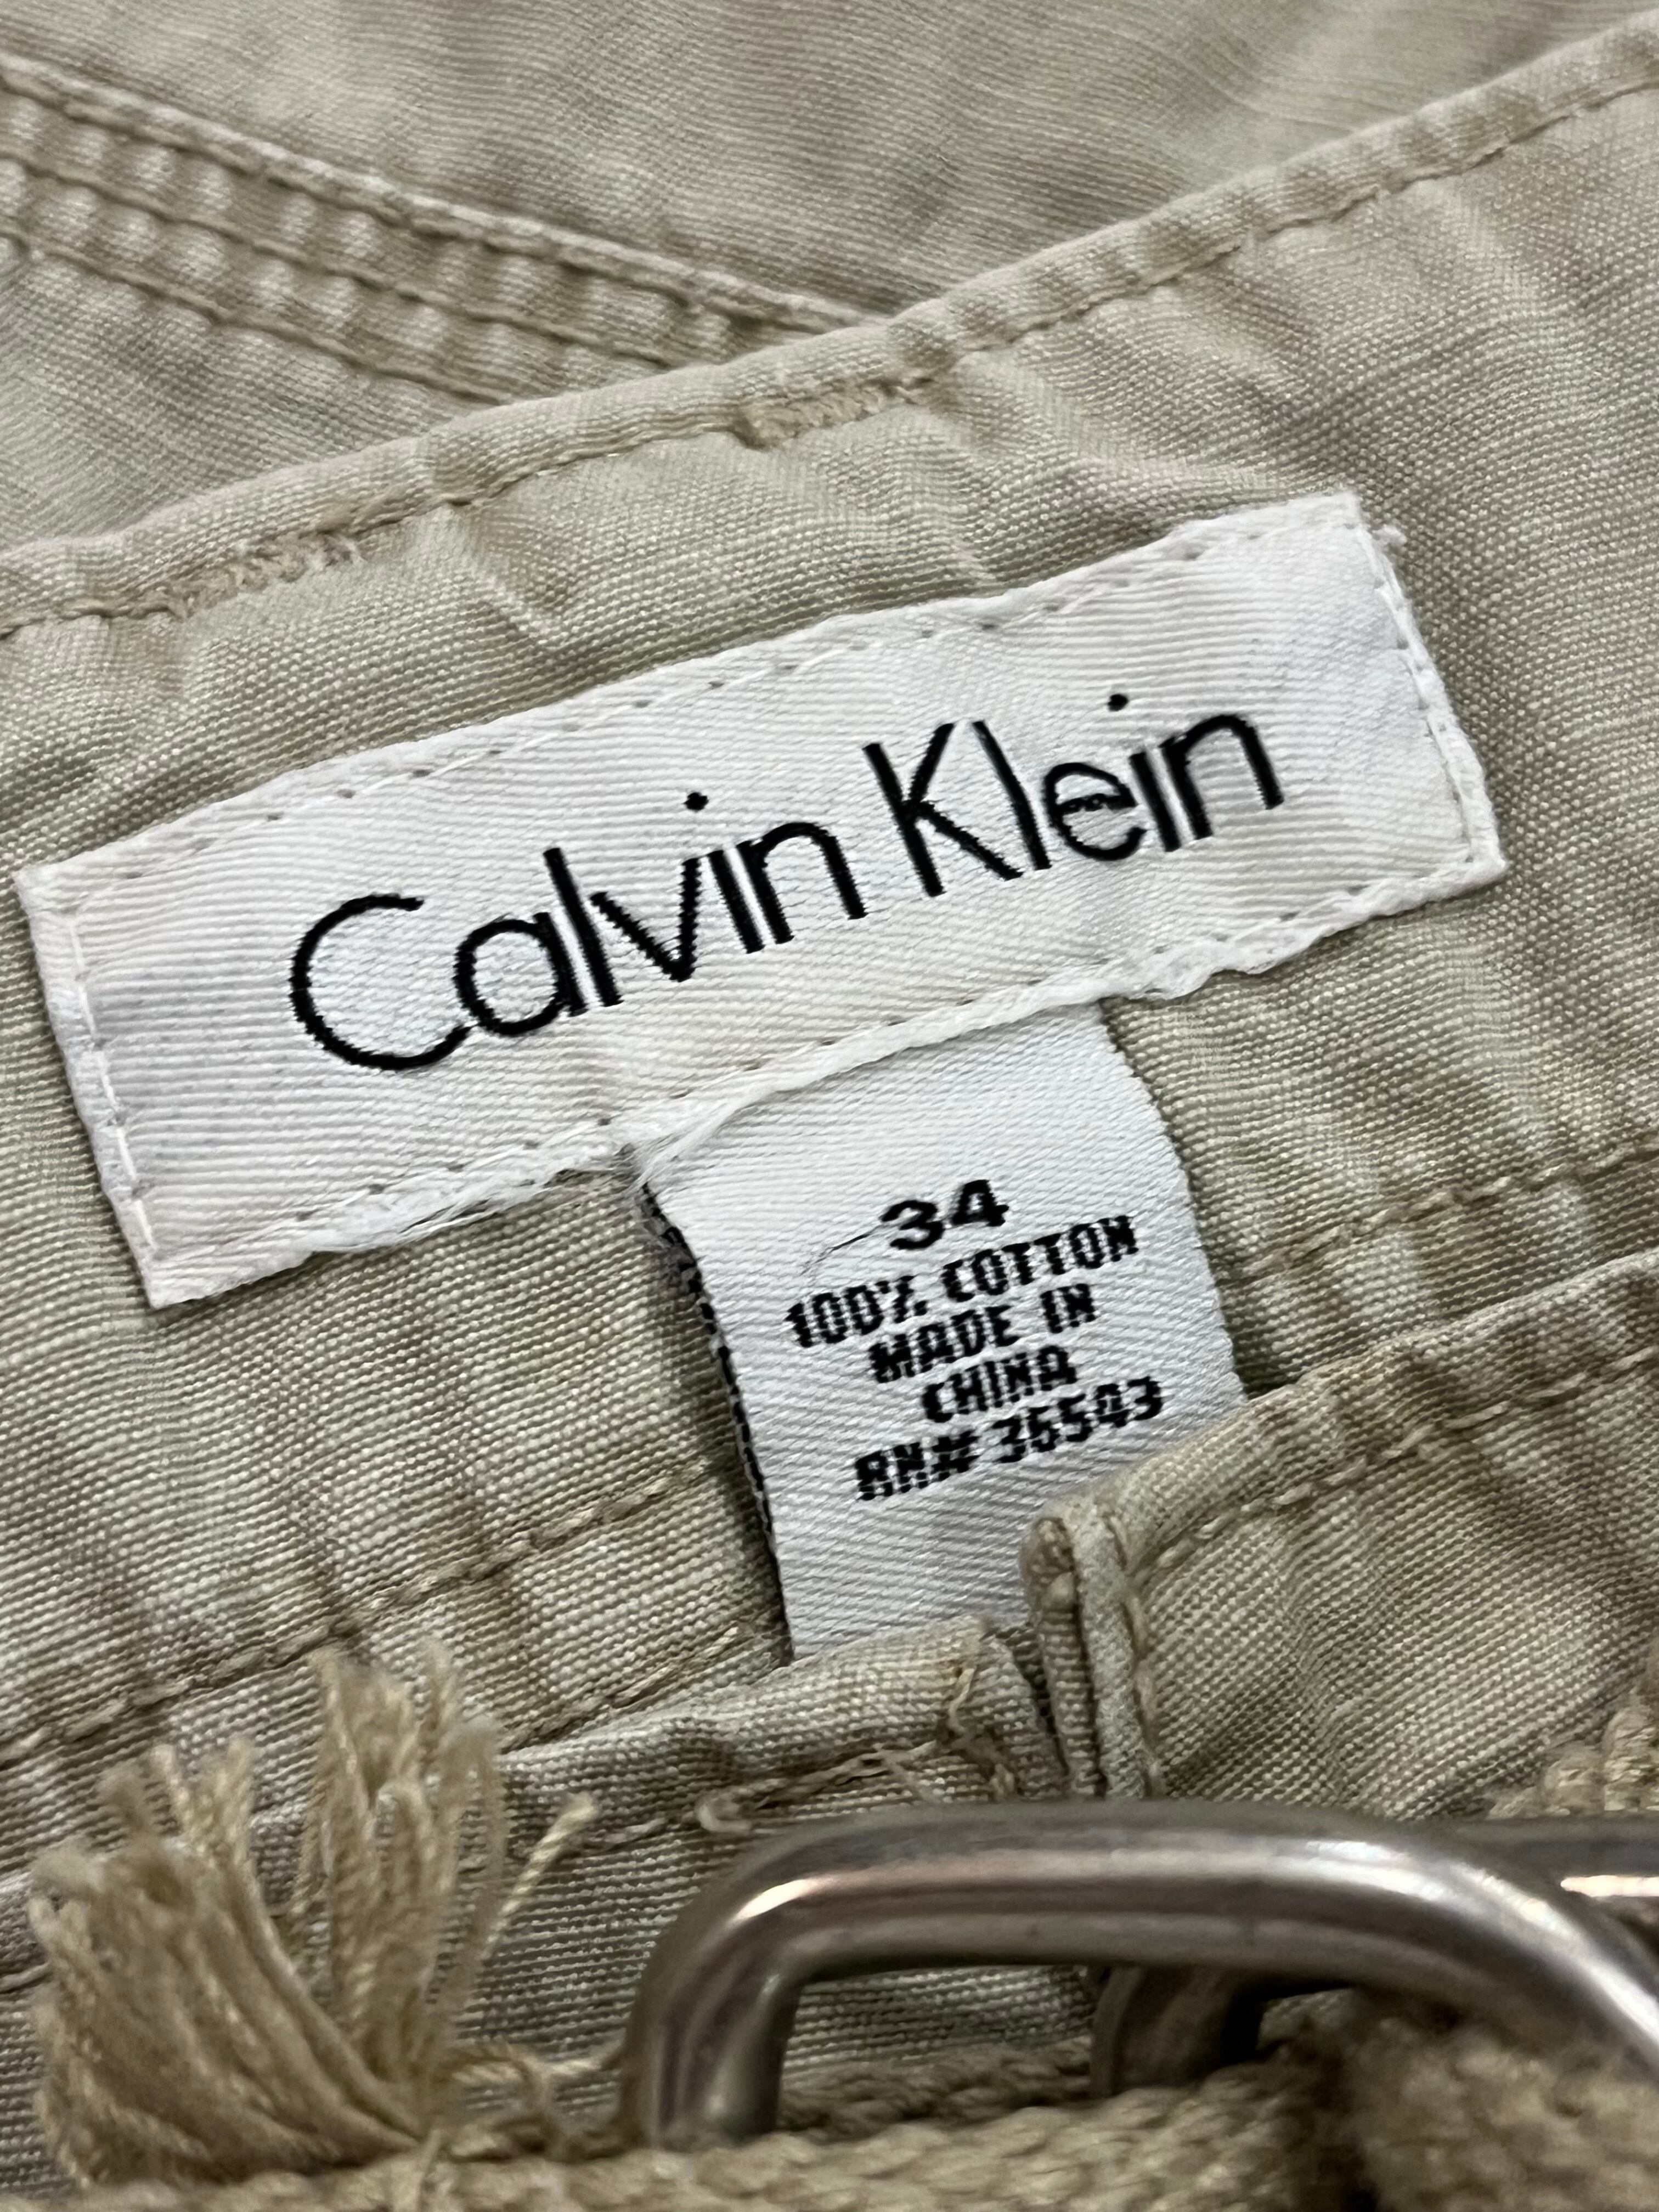 Calvin Klein
34
100% COTTON
MADE IN
CHINA
RN# 36543